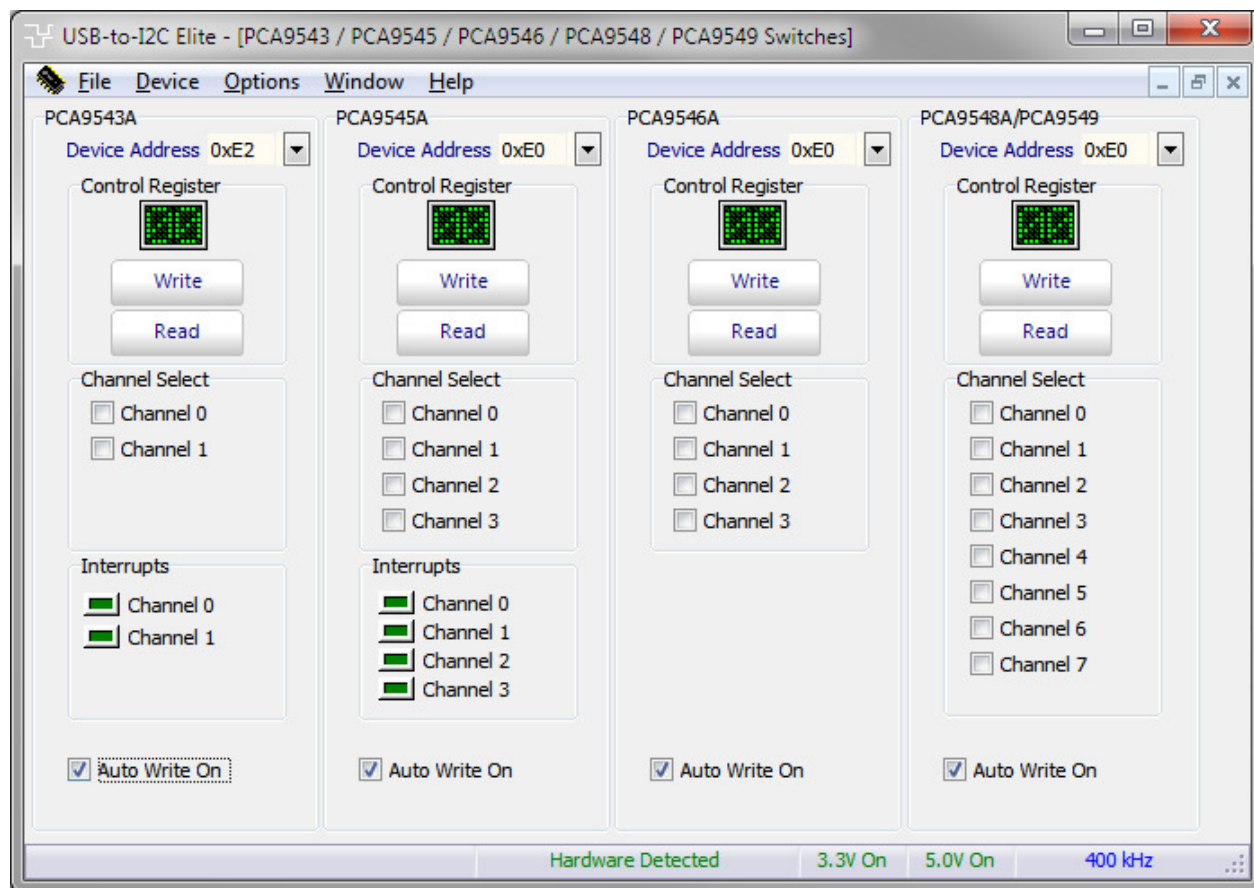 USB-to-I2C Elite - [PCA9543 / PCA9545 / PCA9546 / PCA9548 / PCA9549 Switches]
File Device Options Window Help
PCA9543A
Device Address 0xE2
Control Register
00
Write
Read
Channel Select
Channel 0
Channel 1
Interrupts
Channel 0
Channel 1
Auto Write On
PCA9545A
Device Address 0xE0
Control Register
00
Write
Read
Channel Select
Channel 0
Channel 1
Channel 2
Channel 3
Interrupts
Channel 0
Channel 1
Channel 2
Channel 3
Auto Write On
PCA9546A
Device Address 0xE0
Control Register
00
Write
Read
Channel Select
Channel 0
Channel 1
Channel 2
Channel 3
Auto Write On
PCA9548A/PCA9549
Device Address 0xE0
Control Register
00
Write
Read
Channel Select
Channel 0
Channel 1
Channel 2
Channel 3
Channel 4
Channel 5
Channel 6
Channel 7
Auto Write On
Hardware Detected 3.3V On 5.0V On 400 kHz